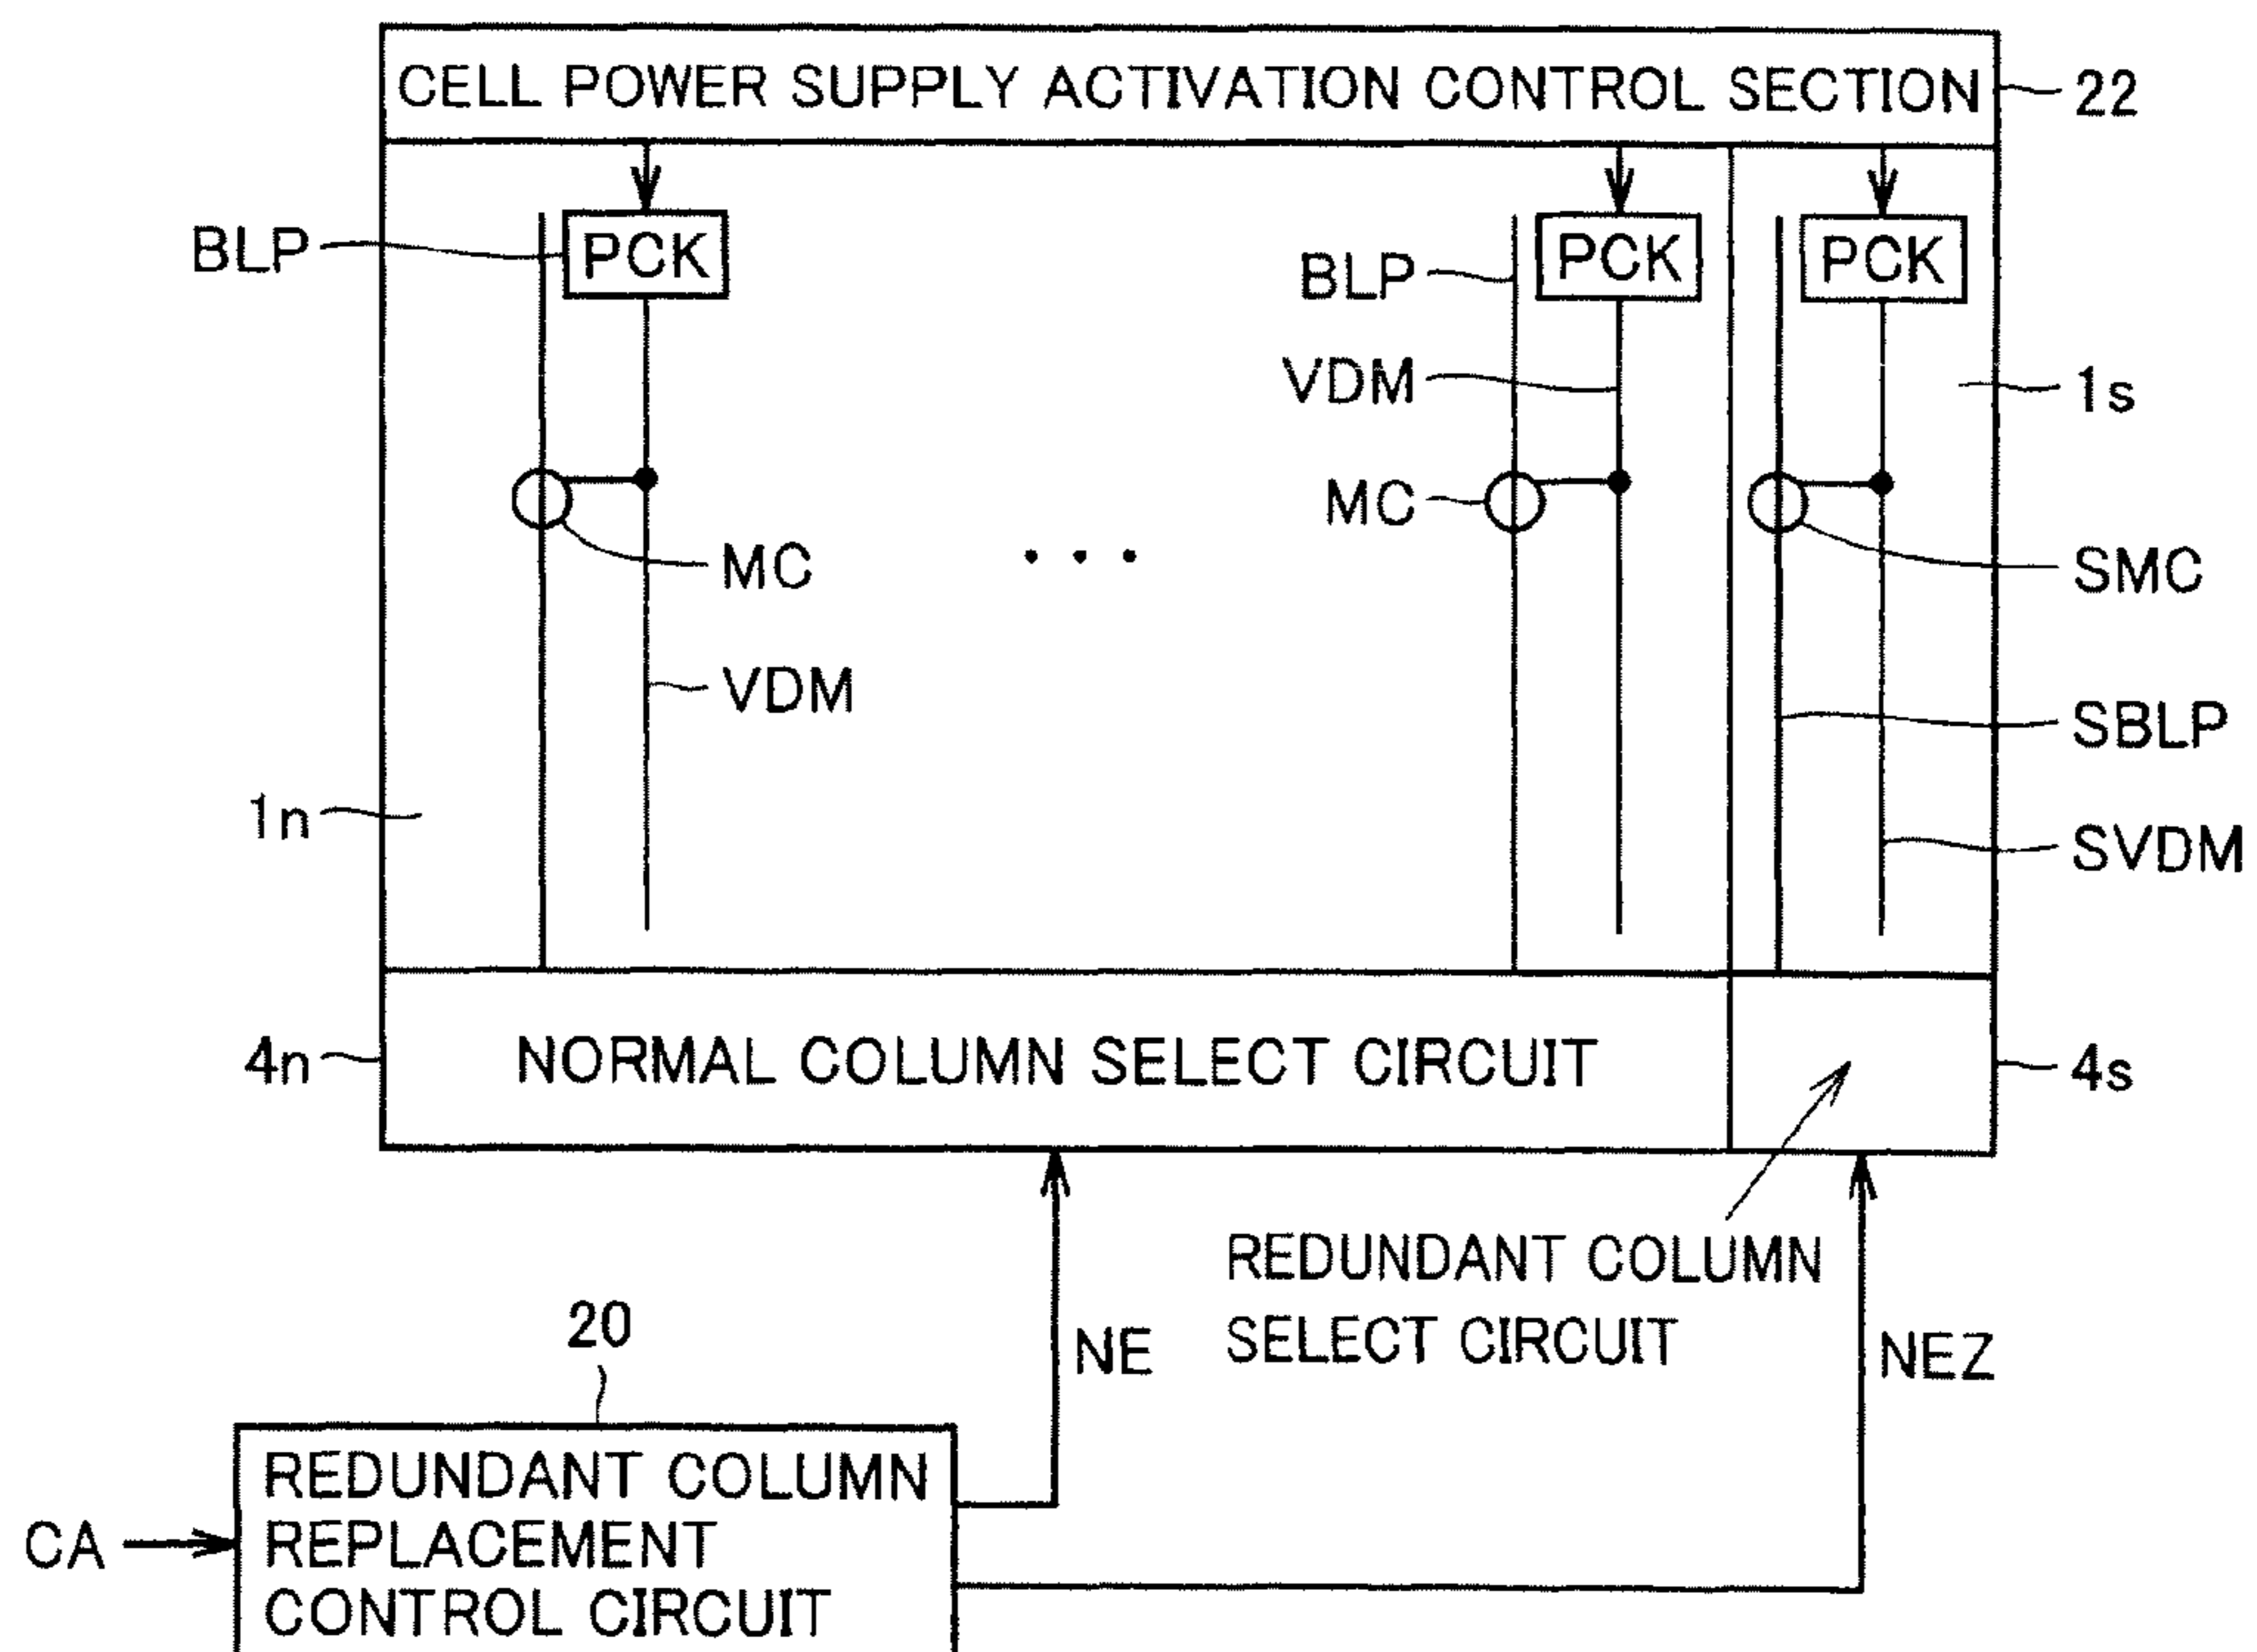 CELL POWER SUPPLY ACTIVATION CONTROL SECTION
22
BLP
PCK
BLP
PCK
PCK
VDM
1s
MC
MC
SMC
VDM
SBLP
1n
SVDM
4n
NORMAL COLUMN SELECT CIRCUIT
4s
REDUNDANT COLUMN
SELECT CIRCUIT
NE
NEZ
20
REDUNDANT COLUMN
REPLACEMENT
CONTROL CIRCUIT
CA